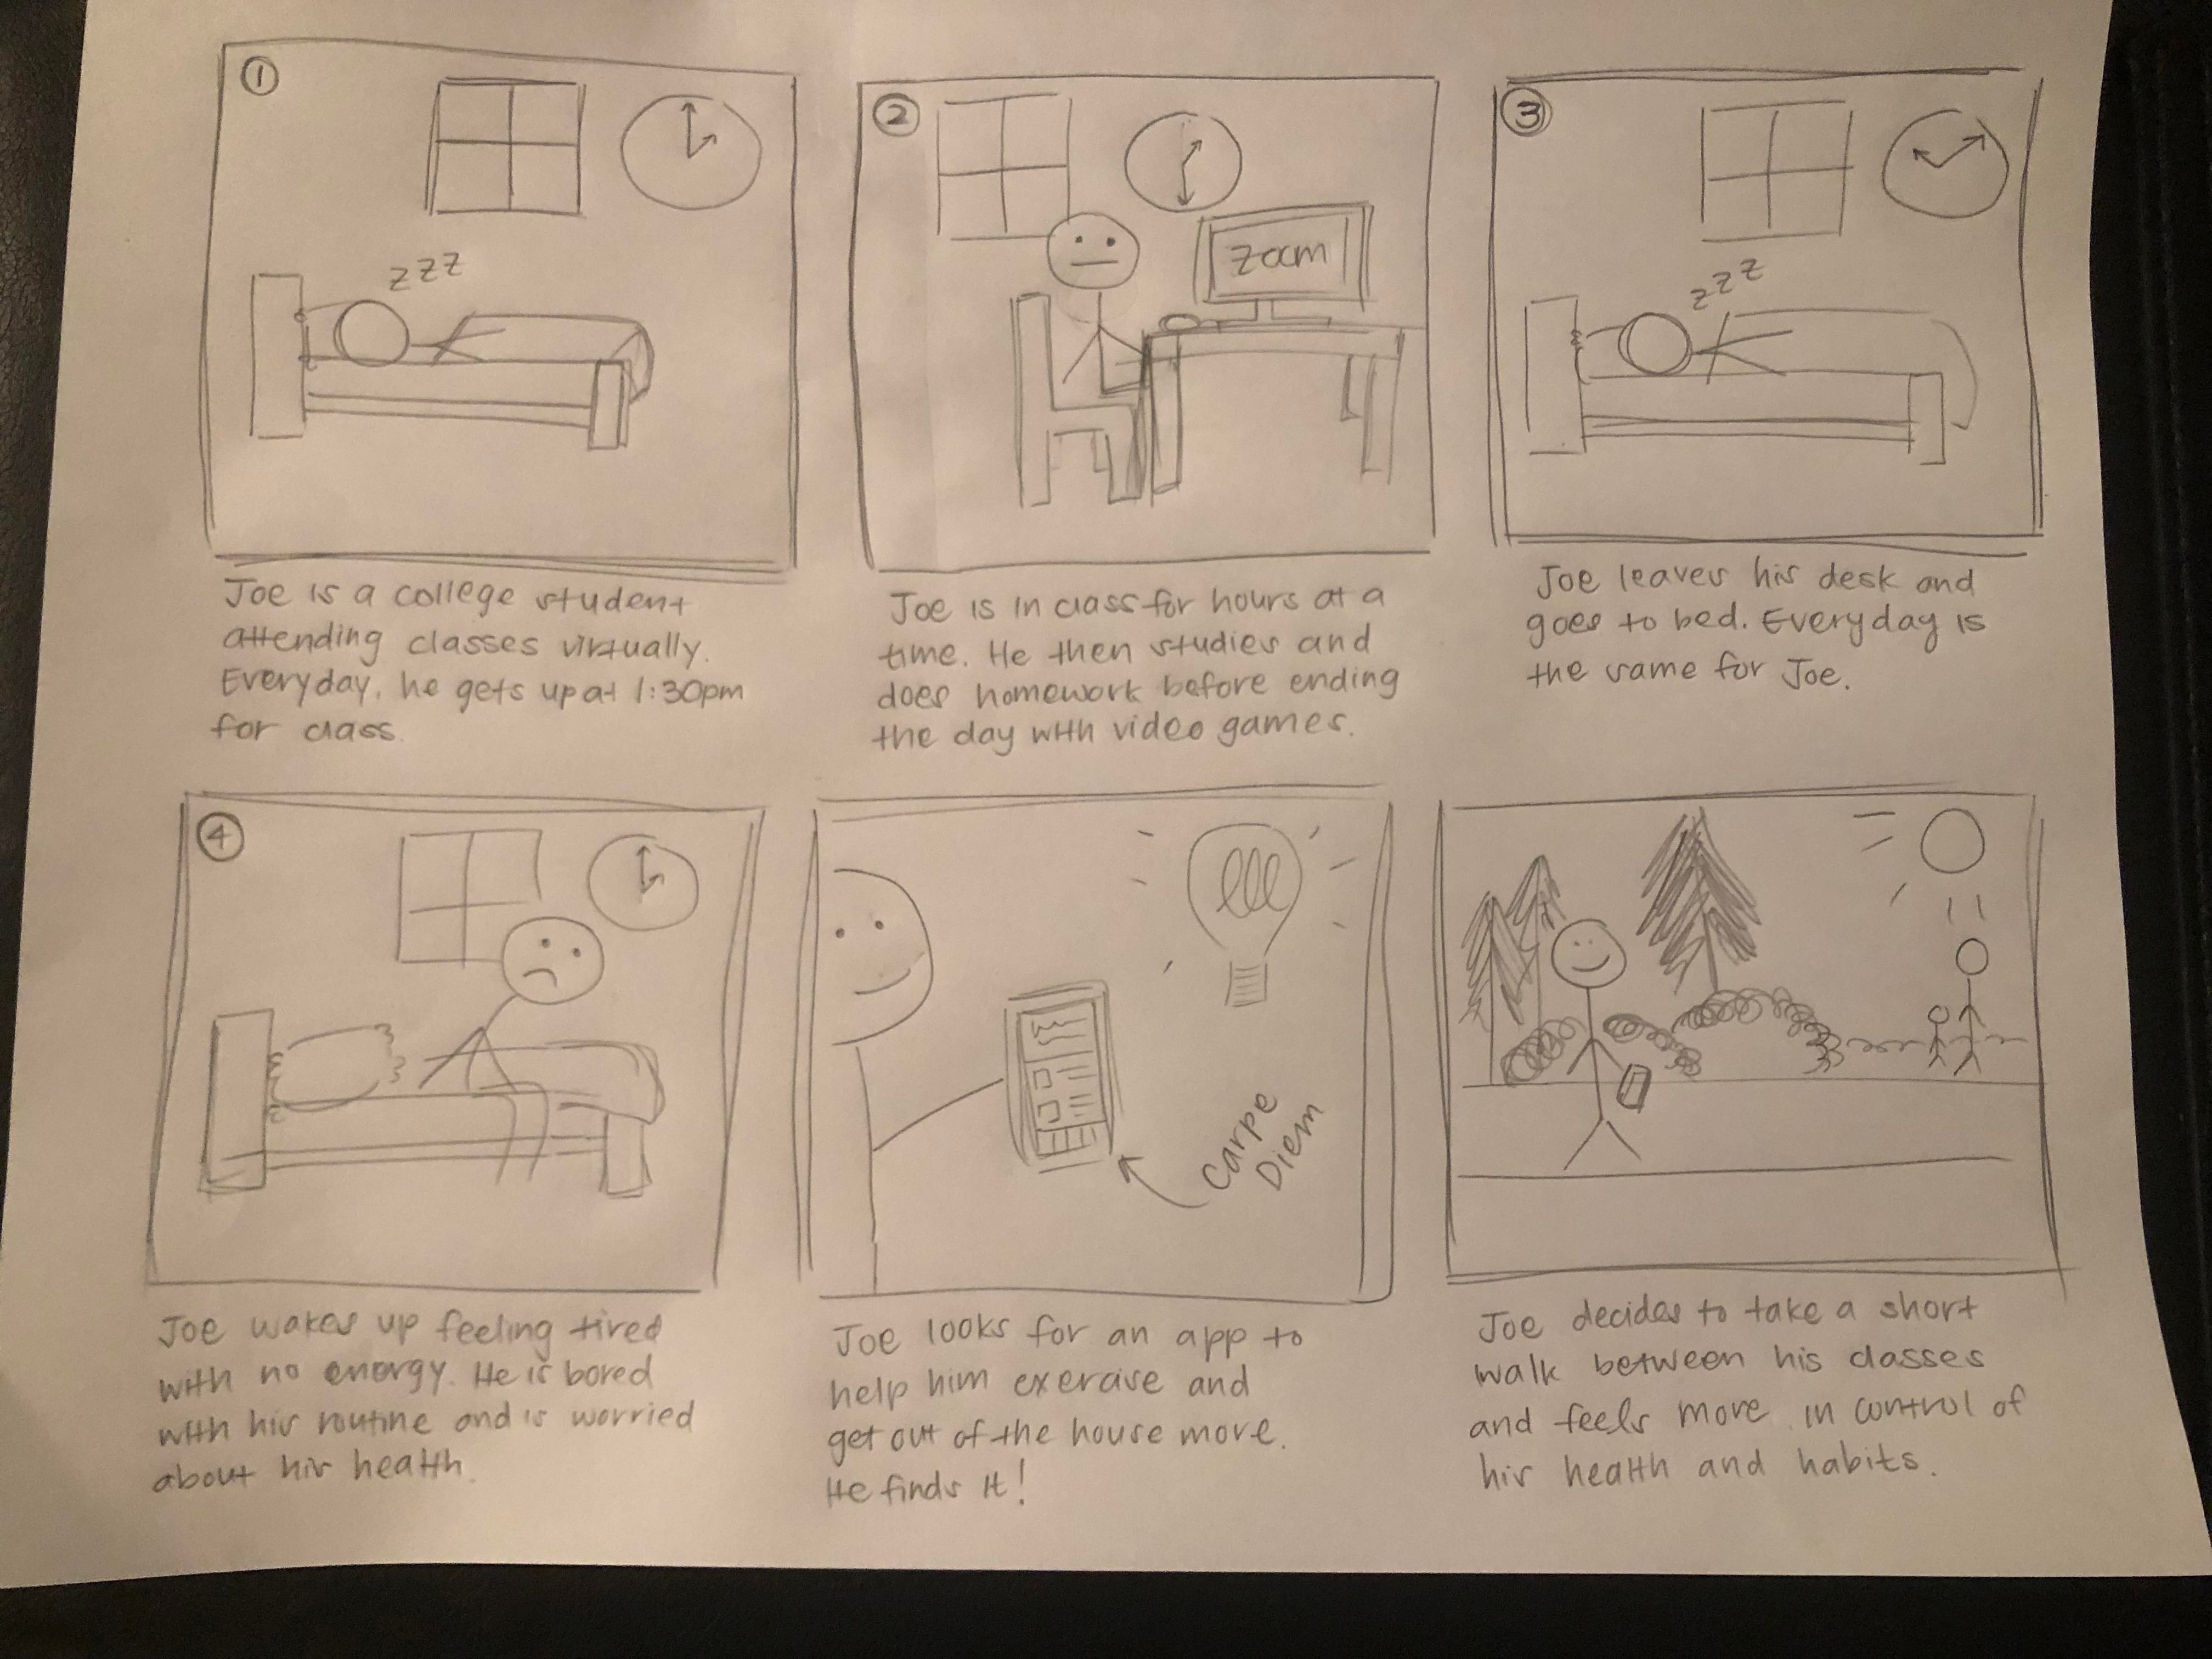 1
zzz
Joe is a college student
attending classes virtually.
Everyday, he gets up at 1:30pm
for class.
2
zoom
Joe is in class for hours at a
time. He then studies and
does homework before ending
the day with video games.
3
zzz
Joe leaves his desk and
goes to bed. Everyday is
the same for Joe.
4
Joe wakes up feeling tired
with no energy. He is bored
with his routine and is worried
about his health.
Carpe
Diem
Joe looks for an app to
help him exercise and
get out of the house more.
He finds it!
Joe decides to take a short
walk between his classes
and feels more in control of
his health and habits.